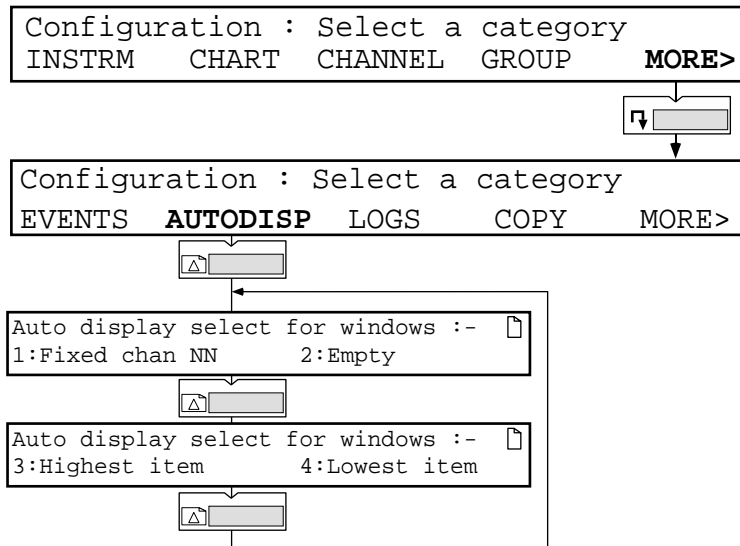 Configuration : Select a category
INSTRM CHART CHANNEL GROUP MORE>
Configuration : Select a category
EVENTS AUTODISP LOGS COPY MORE>
Auto display select for windows :-
1:Fixed chan NN 2:Empty
Auto display select for windows :-
3:Highest item 4:Lowest item